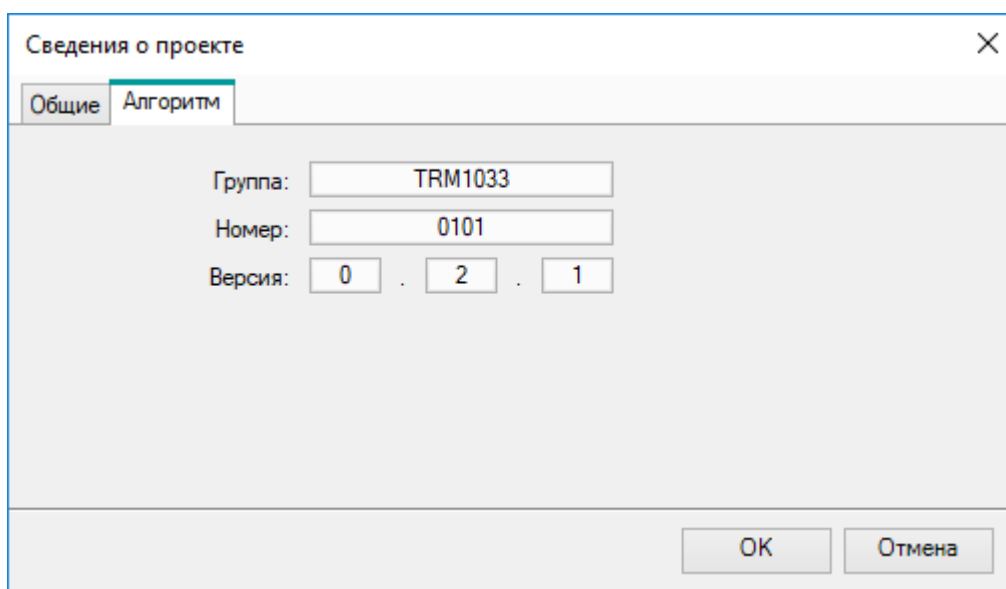 Сведения о проекте
Общие Алгоритм
Группа: TRM1033
Номер: 0101
Версия: 0 . 2 . 1
OK Отмена